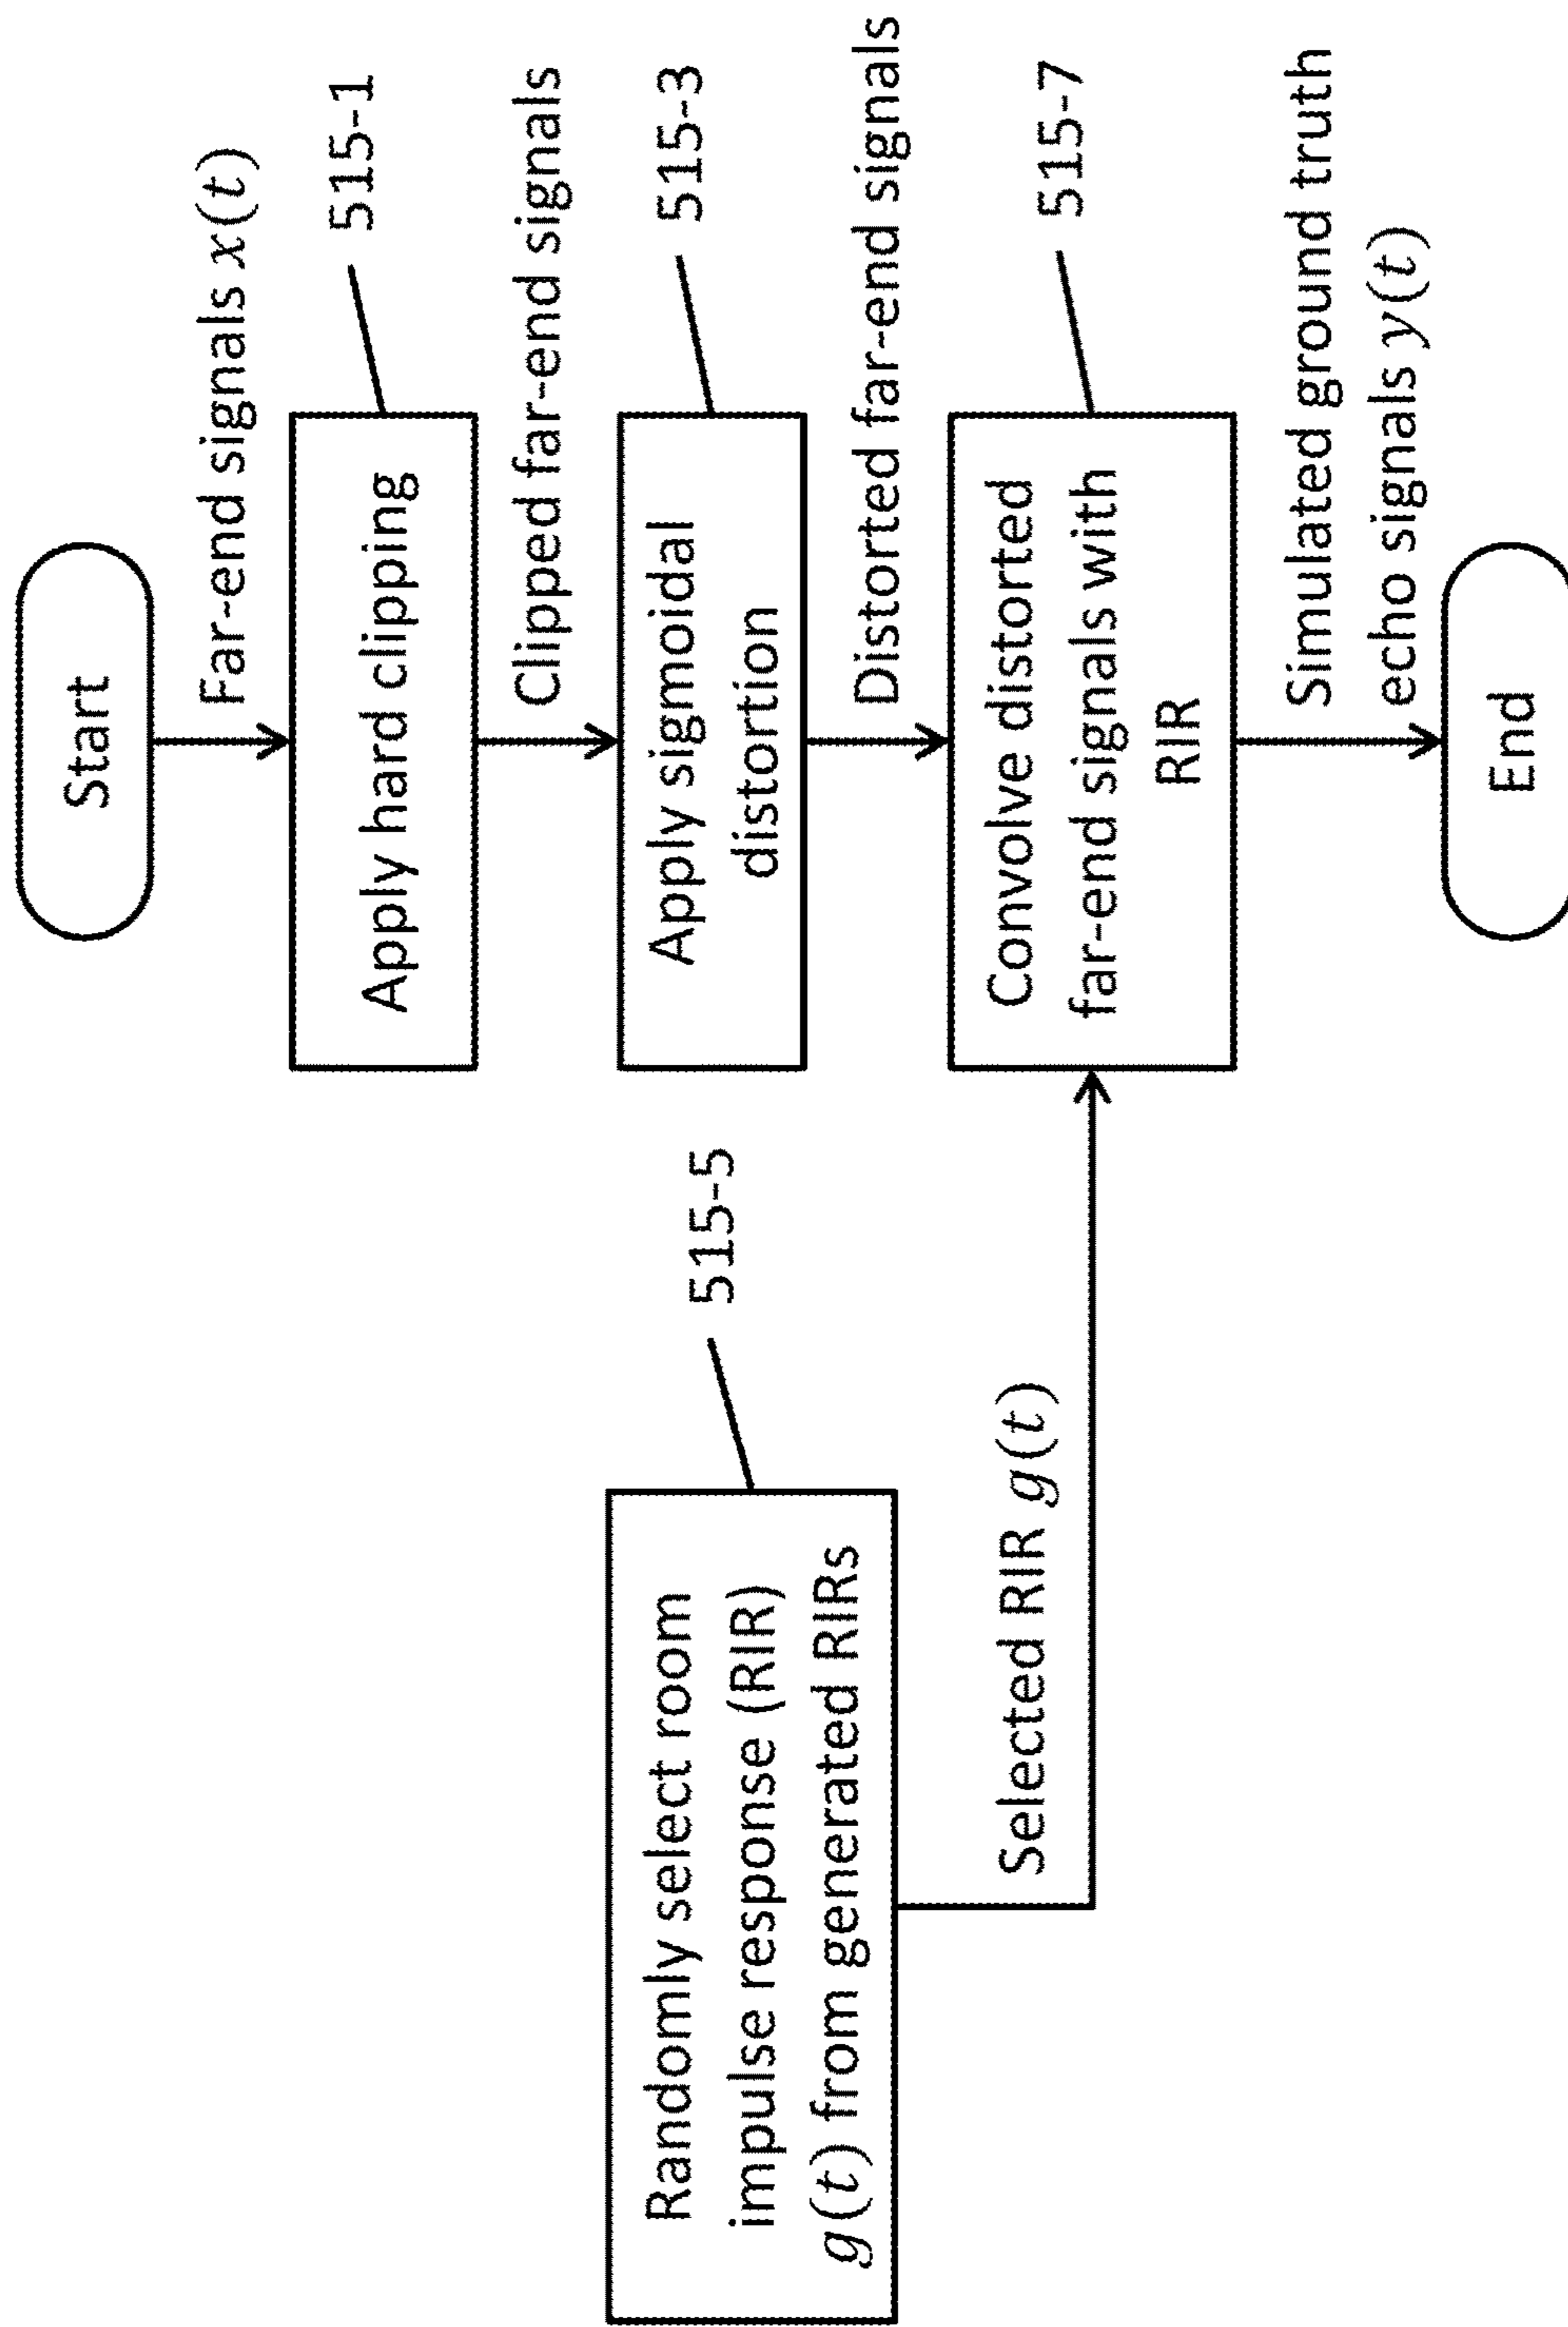 Start
Far-end signals x(t)
Apply hard clipping
515-1
Clipped far-end signals
Apply sigmoidal
distortion
515-3
Distorted far-end signals
Randomly select room
impulse response (RIR)
g(t) from generated RIRs
515-5
Selected RIR g(t)
Convolve distorted
far-end signals with
RIR
515-7
Simulated ground truth
echo signals y(t)
End